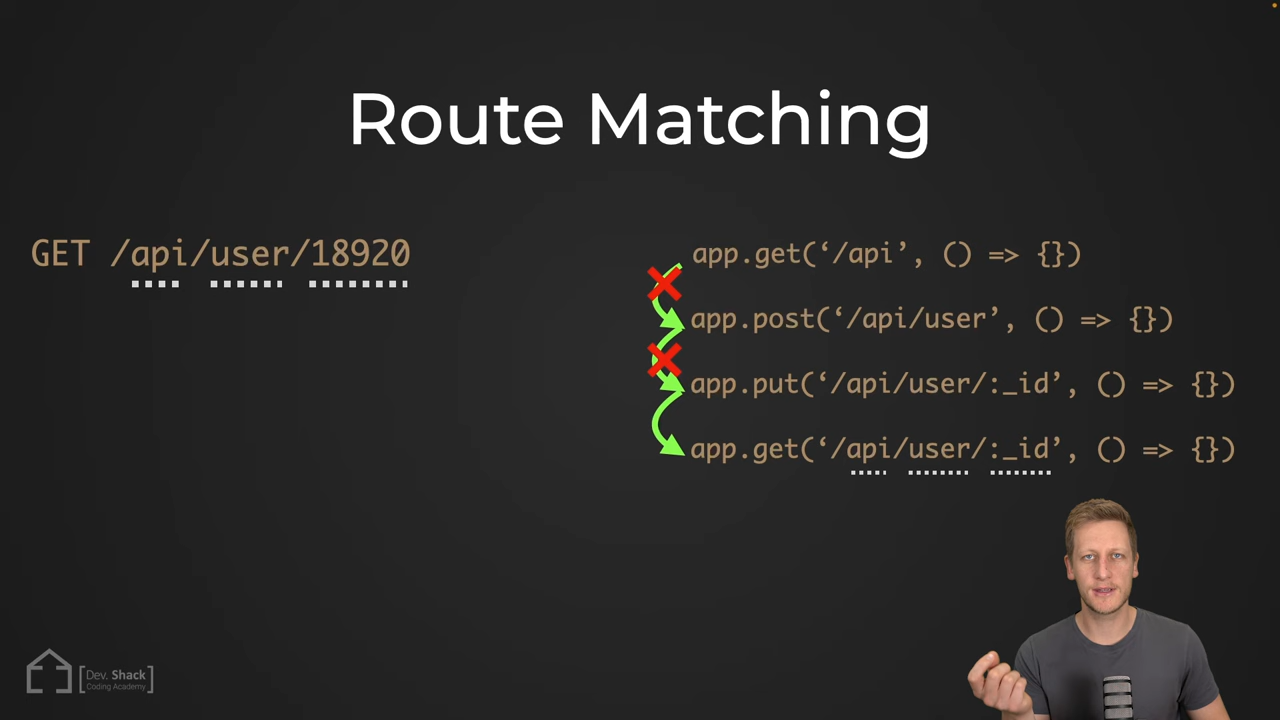 Route Matching
GET /api/user/18920
app.get(‘/api’, () => {})
app.post(‘/api/user’, () => {})
app.put(‘/api/user/:_id’, () => {})
app.get(‘/api/user/:_id’, () => {})
[Dev. Shack
Coding Academy]